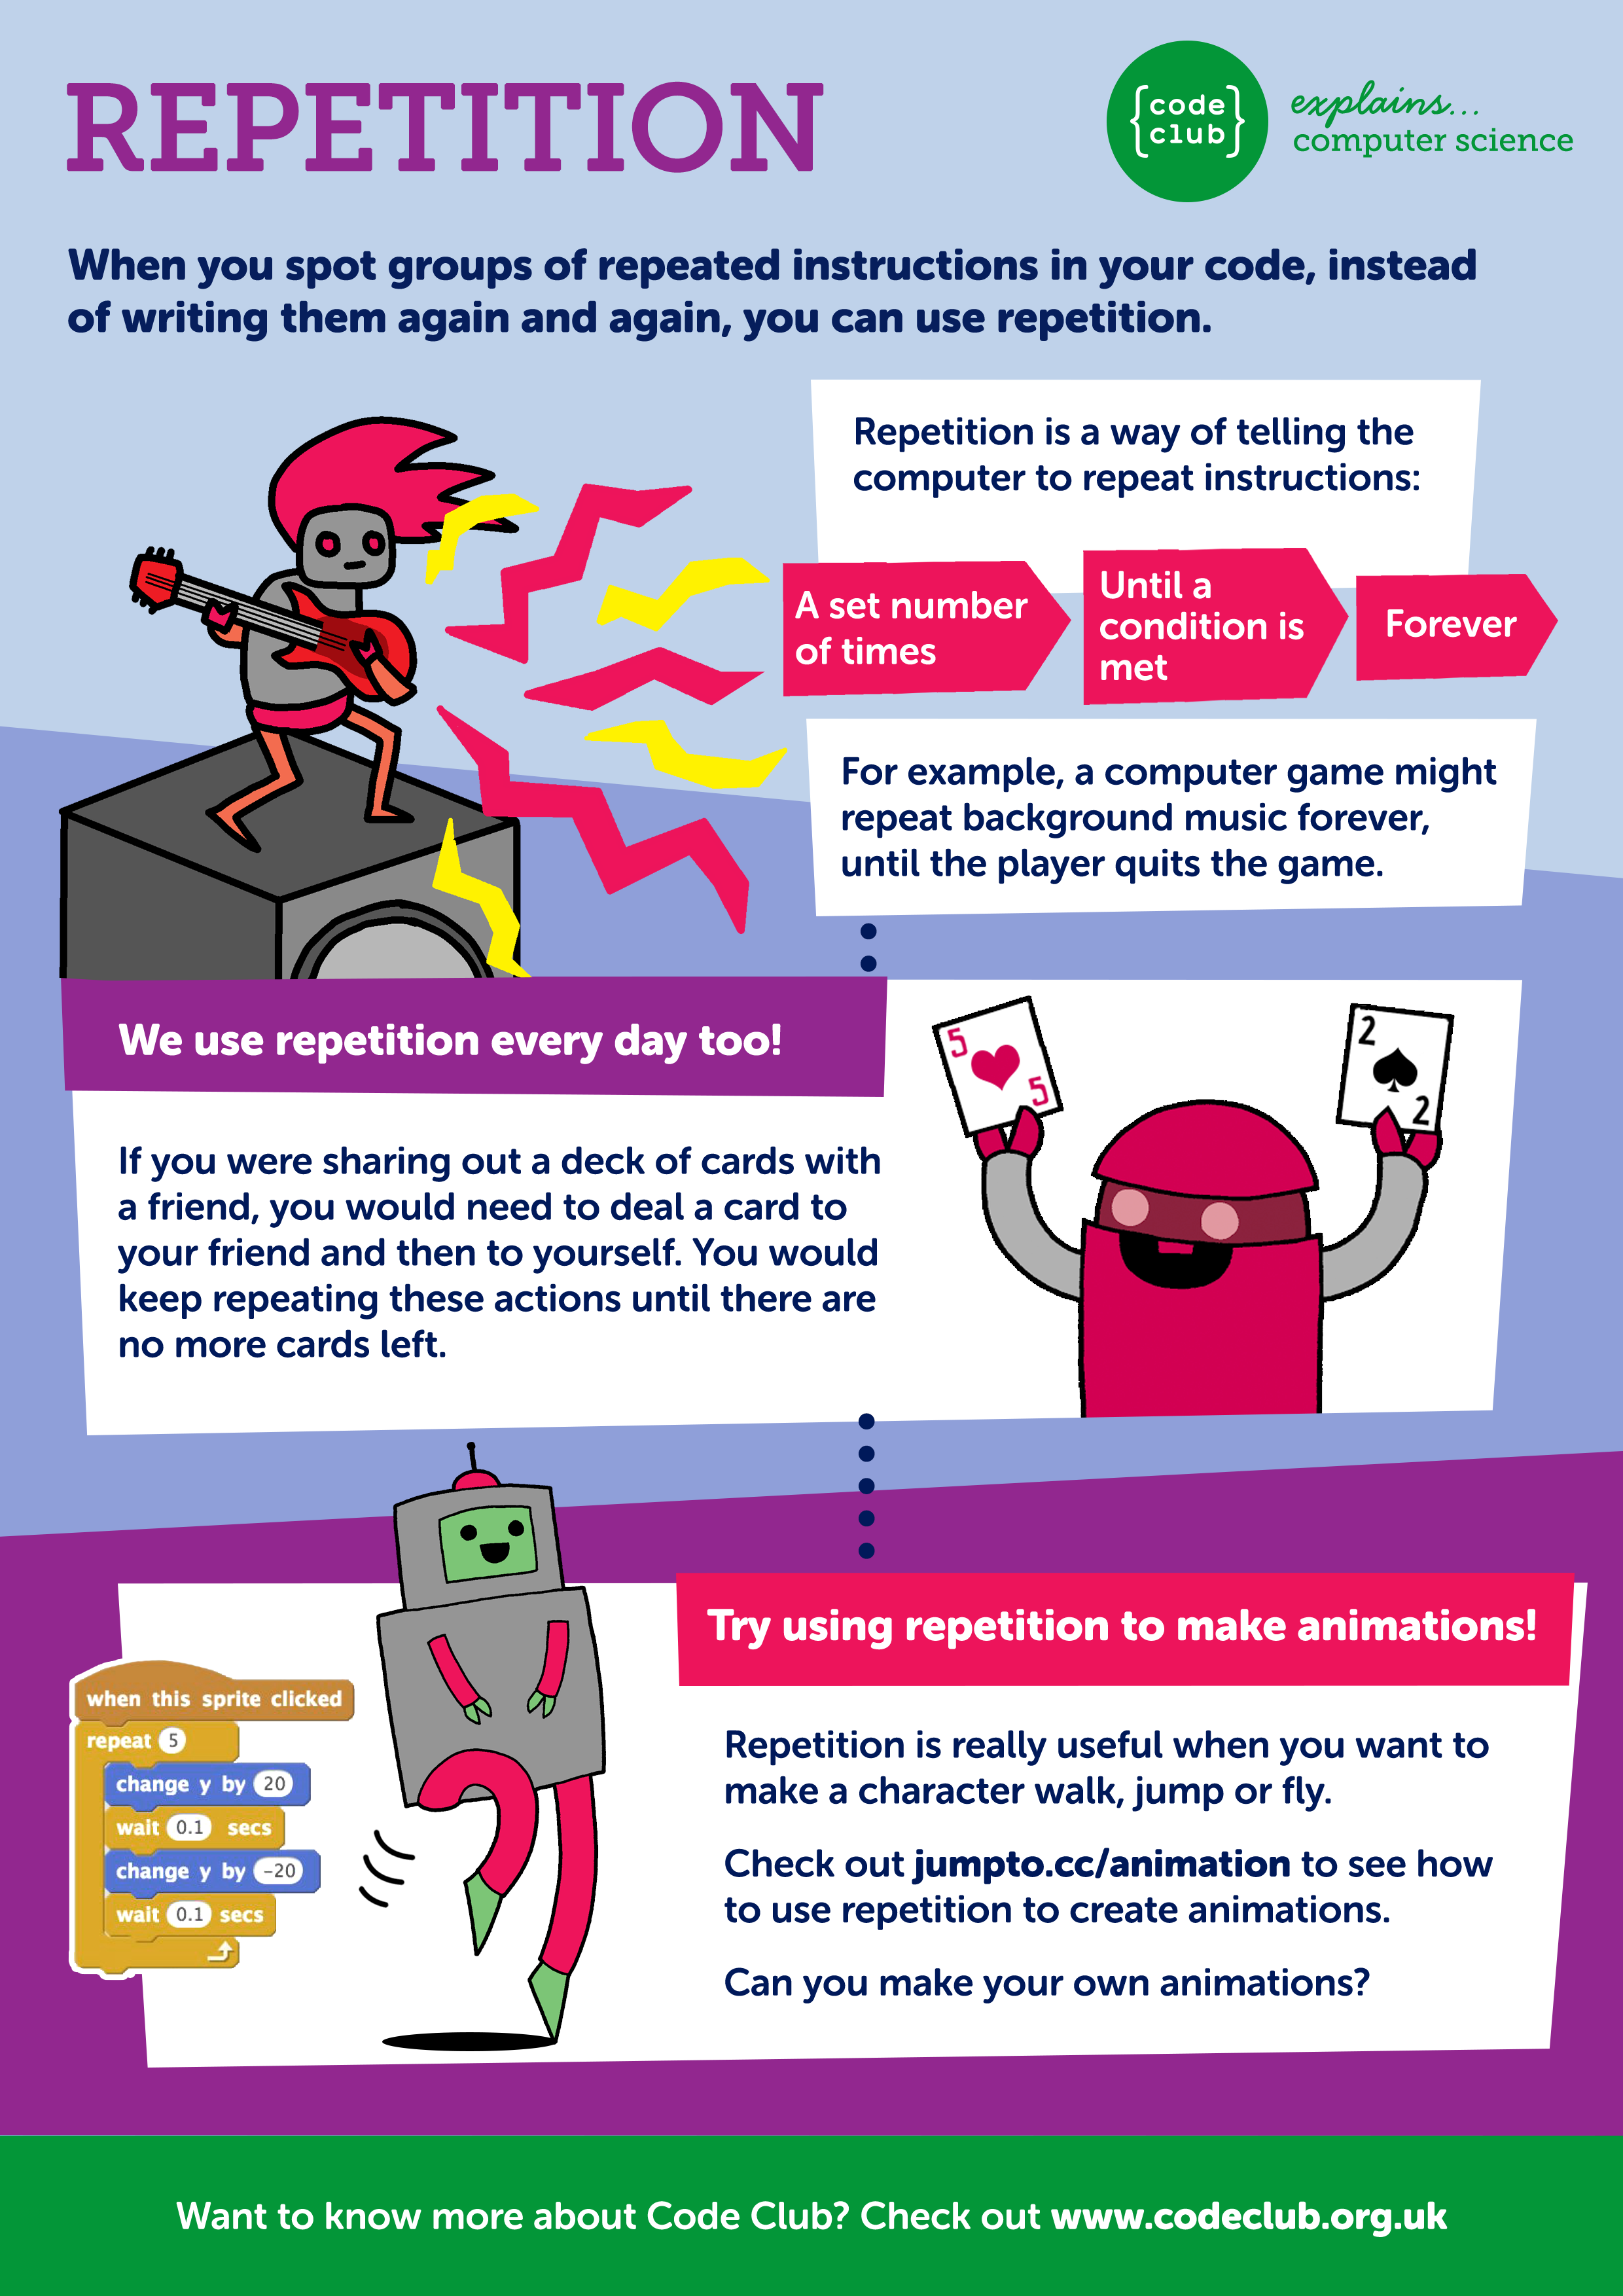 REPETITION
{code
club}
explains...
computer science
When you spot groups of repeated instructions in your code, instead
of writing them again and again, you can use repetition.
Repetition is a way of telling the
computer to repeat instructions:
A set number
of times
Until a
condition is
met
Forever
For example, a computer game might
repeat background music forever,
until the player quits the game.
We use repetition every day too!
If you were sharing out a deck of cards with
a friend, you would need to deal a card to
your friend and then to yourself. You would
keep repeating these actions until there are
no more cards left.
5
5
2
2
Try using repetition to make animations!
when this sprite clicked
repeat 5
change y by 20
wait 0.1 secs
change y by -20
wait 0.1 secs
Repetition is really useful when you want to
make a character walk, jump or fly.
Check out jumpto.cc/animation to see how
to use repetition to create animations.
Can you make your own animations?
Want to know more about Code Club? Check out www.codeclub.org.uk